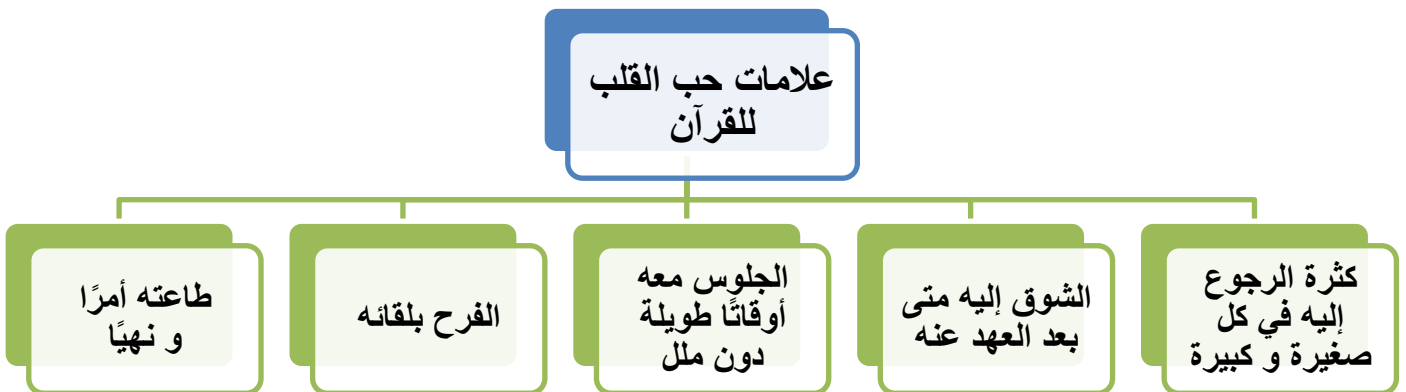 علامات حب القلب
للقرآن
كثرة الرجوع
إليه في كل
صغيرة و كبيرة
الشوق إليه متى
بعد العهد عنه
الجلوس معه
أوقاتًا طويلة
دون ملل
الفرح بلقائه
طاعته أمرًا
و نهيًا